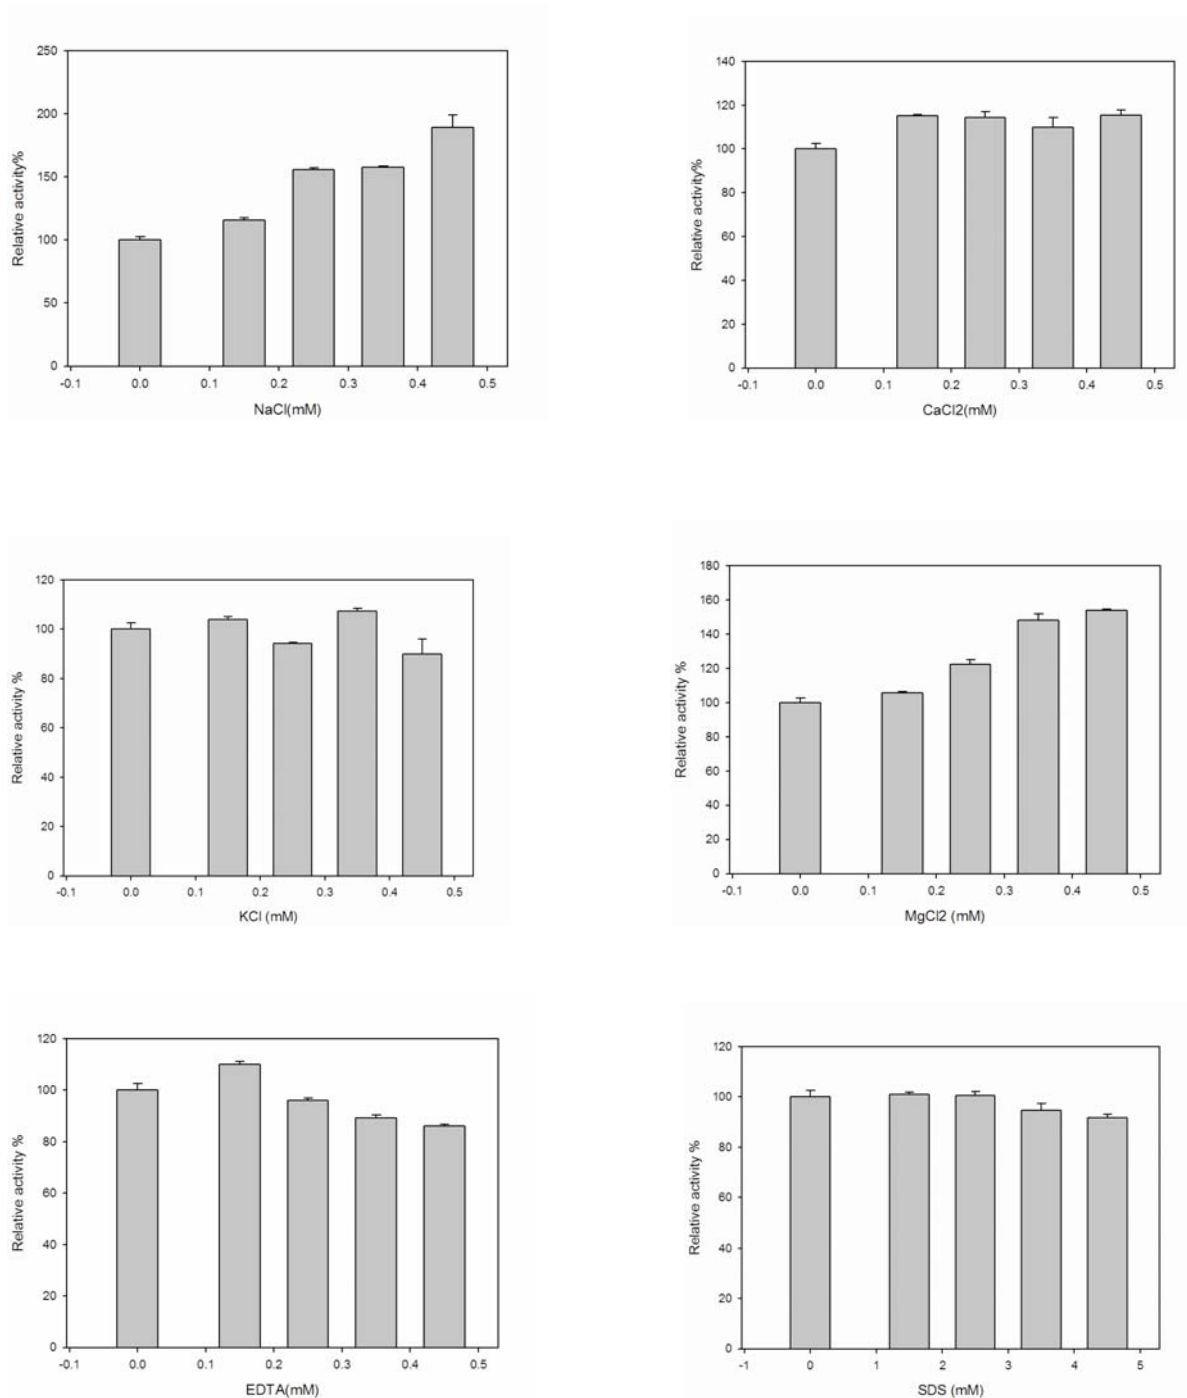 250
200
150
100
50
0
Relative activity%
-0.1 0.0 0.1 0.2 0.3 0.4 0.5
NaCl(mM)
140
120
100
80
60
40
20
0
Relative activity%
-0.1 0.0 0.1 0.2 0.3 0.4 0.5
CaCl2(mM)
120
100
80
60
40
20
0
Relative activity %
-0.1 0.0 0.1 0.2 0.3 0.4 0.5
KCl (mM)
180
160
140
120
100
80
60
40
20
0
Relative activity %
-0.1 0.0 0.1 0.2 0.3 0.4 0.5
MgCl2 (mM)
120
100
80
60
40
20
0
Relative activity %
-0.1 0.0 0.1 0.2 0.3 0.4 0.5
EDTA(mM)
120
100
80
60
40
20
0
Relative activity %
-1 0 1 2 3 4 5
SDS (mM)